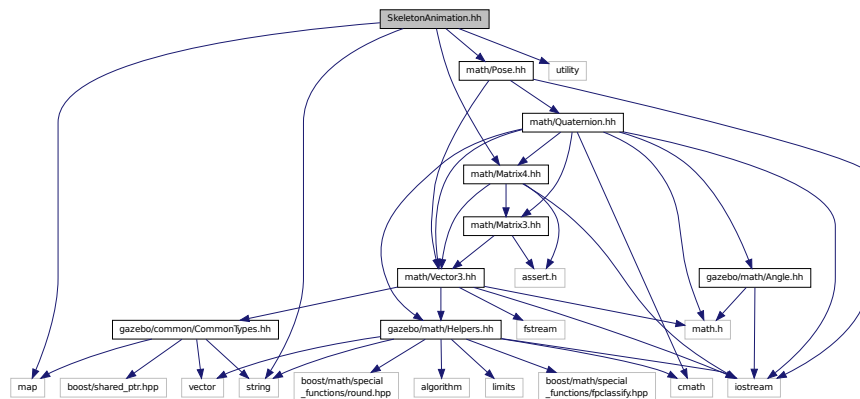 SkeletonAnimation.hh
math/Pose.hh
utility
math/Quaternion.hh
math/Matrix4.hh
math/Matrix3.hh
math/Vector3.hh
assert.h
gazebo/math/Angle.hh
gazebo/common/CommonTypes.hh
gazebo/math/Helpers.hh
fstream
math.h
map
boost/shared_ptr.hpp
vector
string
boost/math/special
_functions/round.hpp
algorithm
limits
boost/math/special
_functions/fpclassify.hpp
cmath
iostream